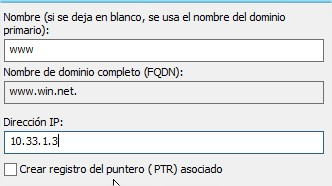 Nombre (si se deja en blanco, se usa el nombre del dominio
primario):
www
Nombre de dominio completo (FQDN):
www.win.net.
Dirección IP:
10.33.1.3
Crear registro del puntero (PTR) asociado